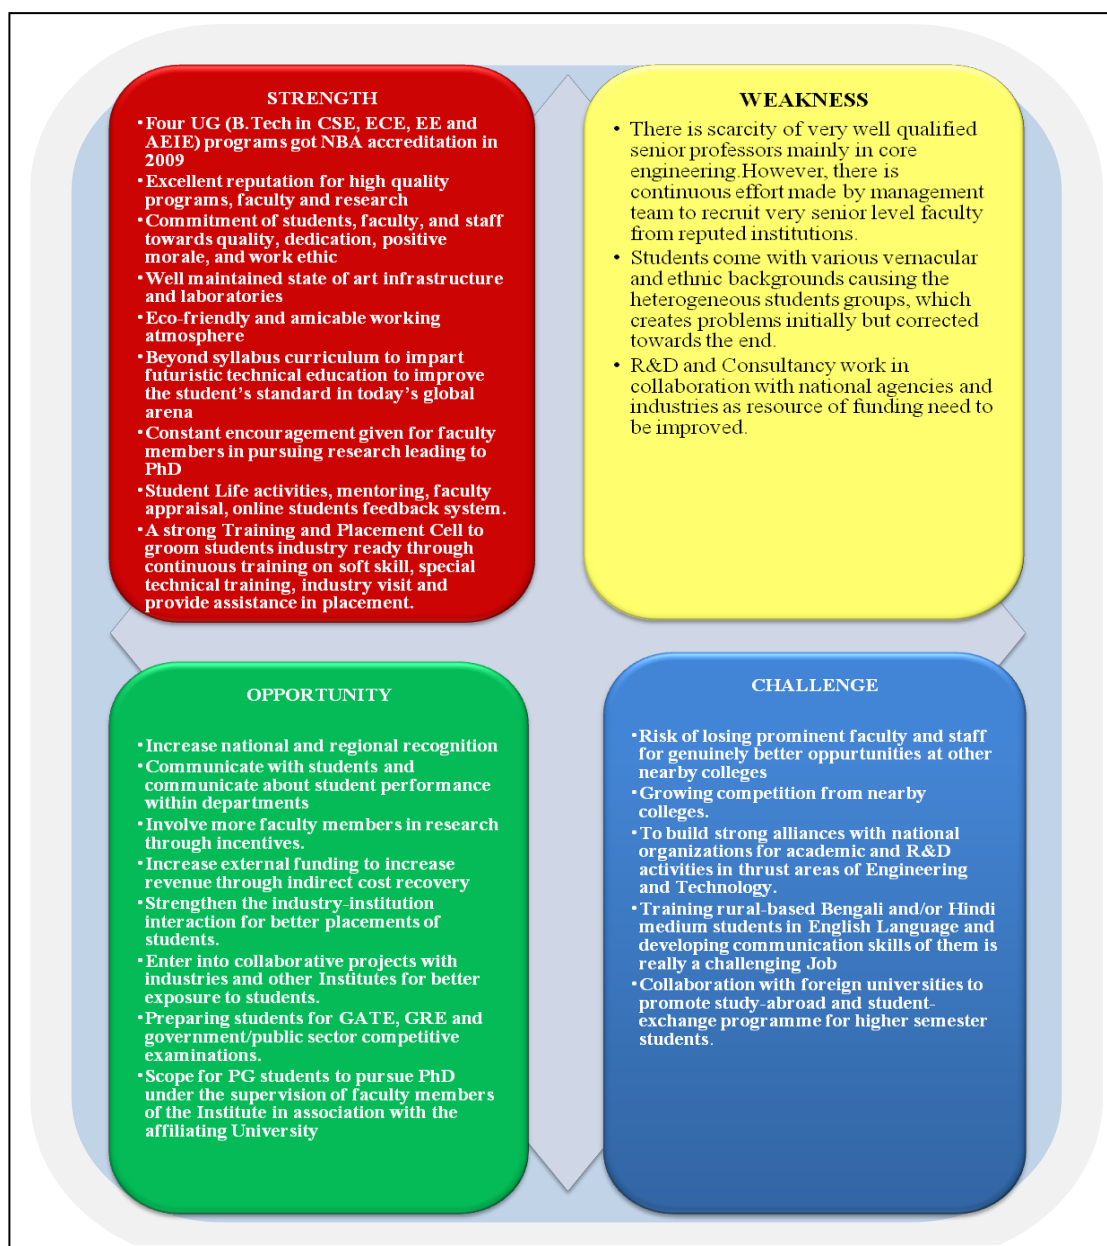 STRENGTH
•Four UG (B.Tech in CSE, ECE, EE and
AEIE) programs got NBA accreditation in
2009
•Excellent reputation for high quality
programs, faculty and research
•Commitment of students, faculty, and staff
towards quality, dedication, positive
morale, and work ethic
•Well maintained state of art infrastructure
and laboratories
•Eco-friendly and amicable working
atmosphere
•Beyond syllabus curriculum to impart
futuristic technical education to improve
the student’s standard in today’s global
arena
•Constant encouragement given for faculty
members in pursuing research leading to
PhD
•Student Life activities, mentoring, faculty
appraisal, online students feedback system.
•A strong Training and Placement Cell to
groom students industry ready through
continuous training on soft skill, special
technical training, industry visit and
provide assistance in placement.
WEAKNESS
• There is scarcity of very well qualified
senior professors mainly in core
engineering.However, there is
continuous effort made by management
team to recruit very senior level faculty
from reputed institutions.
• Students come with various vernacular
and ethnic backgrounds causing the
heterogeneous students groups, which
creates problems initially but corrected
towards the end.
• R&D and Consultancy work in
collaboration with national agencies and
industries as resource of funding need to
be improved.
OPPORTUNITY
•Increase national and regional recognition
•Communicate with students and
communicate about student performance
within departments
•Involve more faculty members in research
through incentives.
•Increase external funding to increase
revenue through indirect cost recovery
•Strengthen the industry-institution
interaction for better placements of
students.
•Enter into collaborative projects with
industries and other Institutes for better
exposure to students.
•Preparing students for GATE, GRE and
government/public sector competitive
examinations.
•Scope for PG students to pursue PhD
under the supervision of faculty members
of the Institute in association with the
affiliating University
CHALLENGE
•Risk of losing prominent faculty and staff
for genuinely better oppurtunities at other
nearby colleges
•Growing competition from nearby
colleges.
•To build strong alliances with national
organizations for academic and R&D
activities in thrust areas of Engineering
and Technology.
•Training rural-based Bengali and/or Hindi
medium students in English Language and
developing communication skills of them is
really a challenging Job
•Collaboration with foreign universities to
promote study-abroad and student-
exchange programme for higher semester
students.